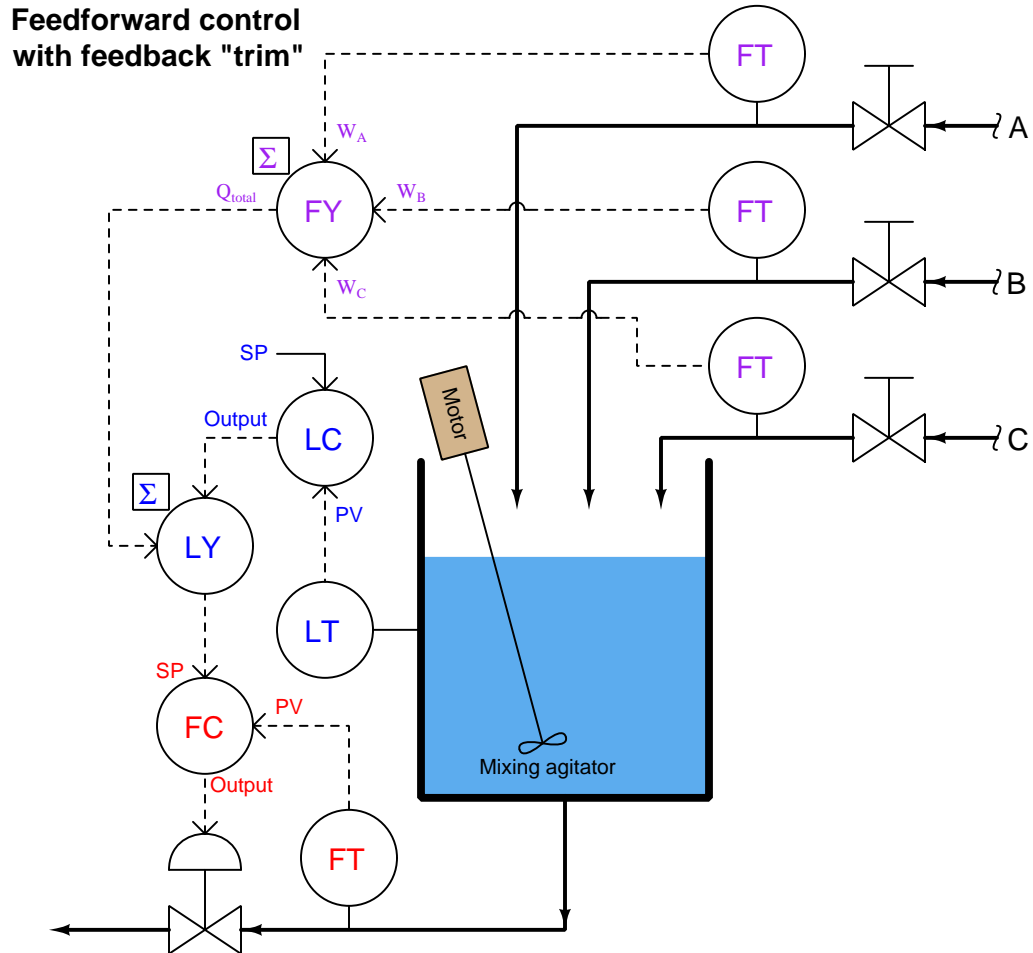 Feedforward control
with feedback "trim"
FT
A
W_A
Σ
Q_total
FY
W_B
FT
B
W_C
SP
FT
Output
LC
Motor
C
Σ
PV
LY
LT
SP
PV
FC
Mixing agitator
Output
FT